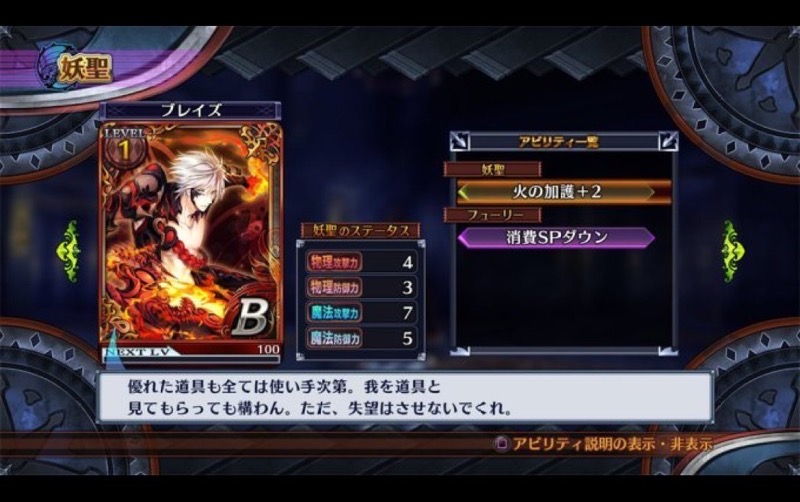 妖聖
ブレイズ
LEVEL
1
B
NEXT LV 100
妖聖のステータス
物理攻撃力 4
物理防御力 3
魔法攻撃力 7
魔法防御力 5
アビリティ一覧
妖聖
火の加護+2
フューリー
消費SPダウン
優れた道具も全ては使い手次第。我を道具と
見てもらっても構わん。ただ、失望はさせないでくれ。
アビリティ説明の表示・非表示